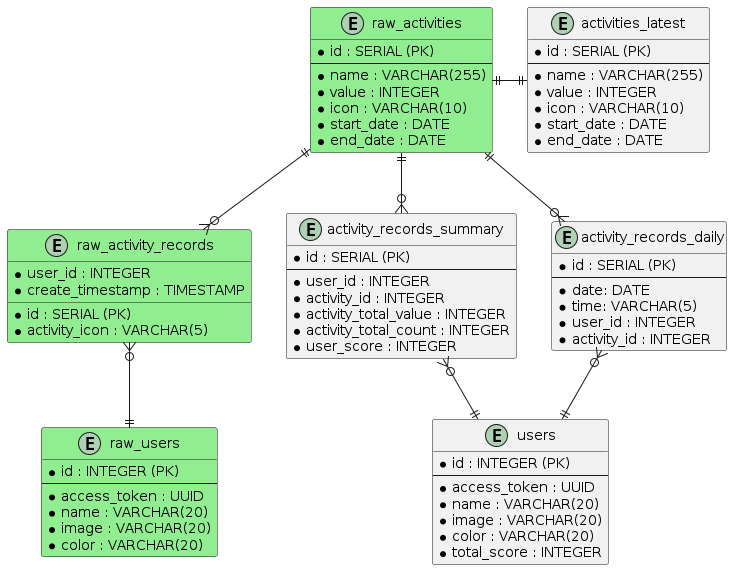 E raw_activities
id : SERIAL (PK)
name : VARCHAR(255)
value : INTEGER
icon : VARCHAR(10)
start_date : DATE
end_date : DATE
E activities_latest
id : SERIAL (PK)
name : VARCHAR(255)
value : INTEGER
icon : VARCHAR(10)
start_date : DATE
end_date : DATE
E raw_activity_records
user_id : INTEGER
create_timestamp : TIMESTAMP
id : SERIAL (PK)
activity_icon : VARCHAR(5)
E activity_records_summary
id : SERIAL (PK)
user_id : INTEGER
activity_id : INTEGER
activity_total_value : INTEGER
activity_total_count : INTEGER
user_score : INTEGER
E activity_records_daily
id : SERIAL (PK)
date: DATE
time: VARCHAR(5)
user_id : INTEGER
activity_id : INTEGER
E raw_users
id : INTEGER (PK)
access_token : UUID
name : VARCHAR(20)
image : VARCHAR(20)
color : VARCHAR(20)
E users
id : INTEGER (PK)
access_token : UUID
name : VARCHAR(20)
image : VARCHAR(20)
color : VARCHAR(20)
total_score : INTEGER